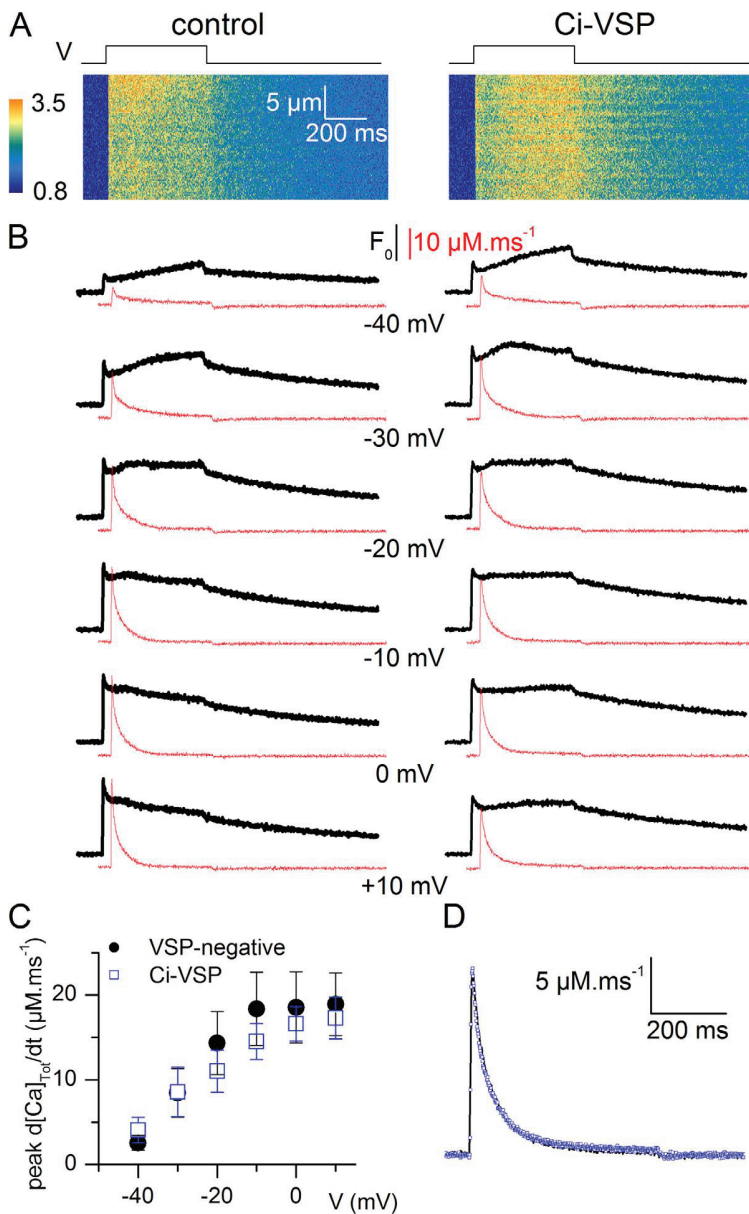 A
control
Ci-VSP
V
3.5
0.8
5 µm
200 ms
B
F0
10 µM.ms-1
-40 mV
-30 mV
-20 mV
-10 mV
0 mV
+10 mV
C
VSP-negative
Ci-VSP
peak d[Ca]Tot/dt (µM.ms-1)
20
10
0
-40
-20
0
V (mV)
D
5 µM.ms-1
200 ms